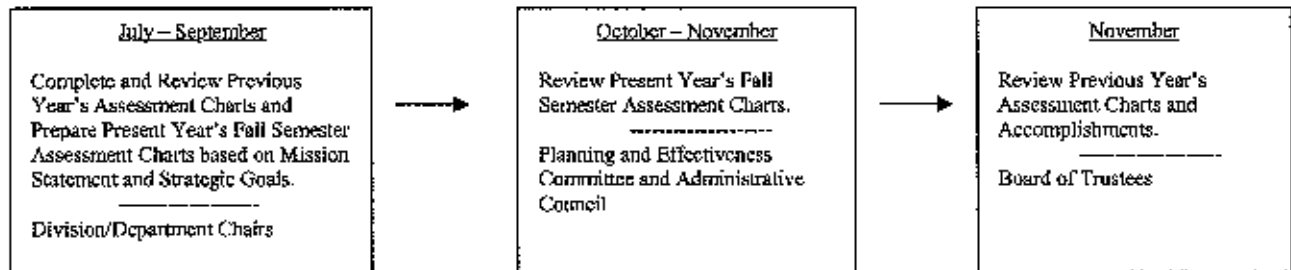 July – September
Complete and Review Previous
Year's Assessment Charts and
Prepare Present Year's Fall Semester
Assessment Charts based on Mission
Statement and Strategic Goals.
Division/Department Chairs
October – November
Review Present Year's Fall
Semester Assessment Charts.
Planning and Effectiveness
Committee and Administrative
Council
November
Review Previous Year's
Assessment Charts and
Accomplishments.
Board of Trustees